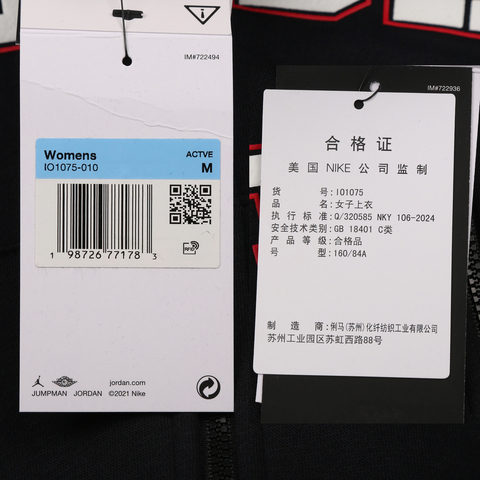 ACTVE
IM#722494
Womens
IO1075-010
ACTVE
M
1 98726 77178 3
RFID
JUMPMAN JORDAN
jordan.com
©2021 Nike
IM#722936
合格证
美国 NIKE 公司监制
货 号:IO1075
品 名:女子上衣
执行标准:Q/320585 NKY 106-2024
安全技术类别:GB 18401 C类
产品等级:合格品
号 型:160/84A
制造商:俐马(苏州)化纤纺织工业有限公司
苏州工业园区苏虹西路88号